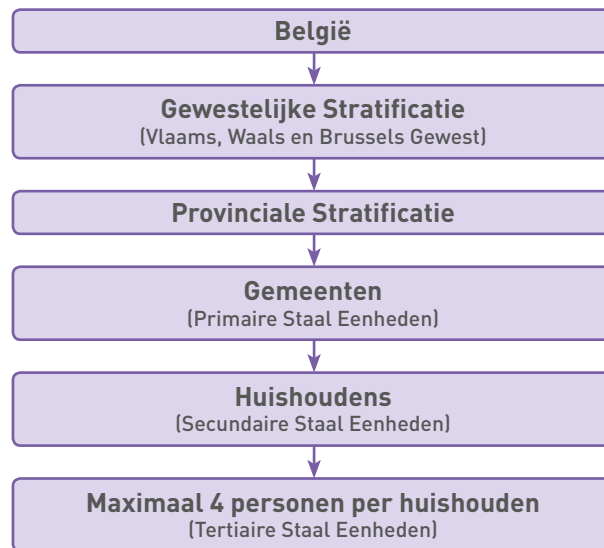 België
Gewestelijke Stratificatie
(Vlaams, Waals en Brussels Gewest)
Provinciale Stratificatie
Gemeenten
(Primaire Staal Eenheden)
Huishoudens
(Secundaire Staal Eenheden)
Maximaal 4 personen per huishouden
(Tertiaire Staal Eenheden)